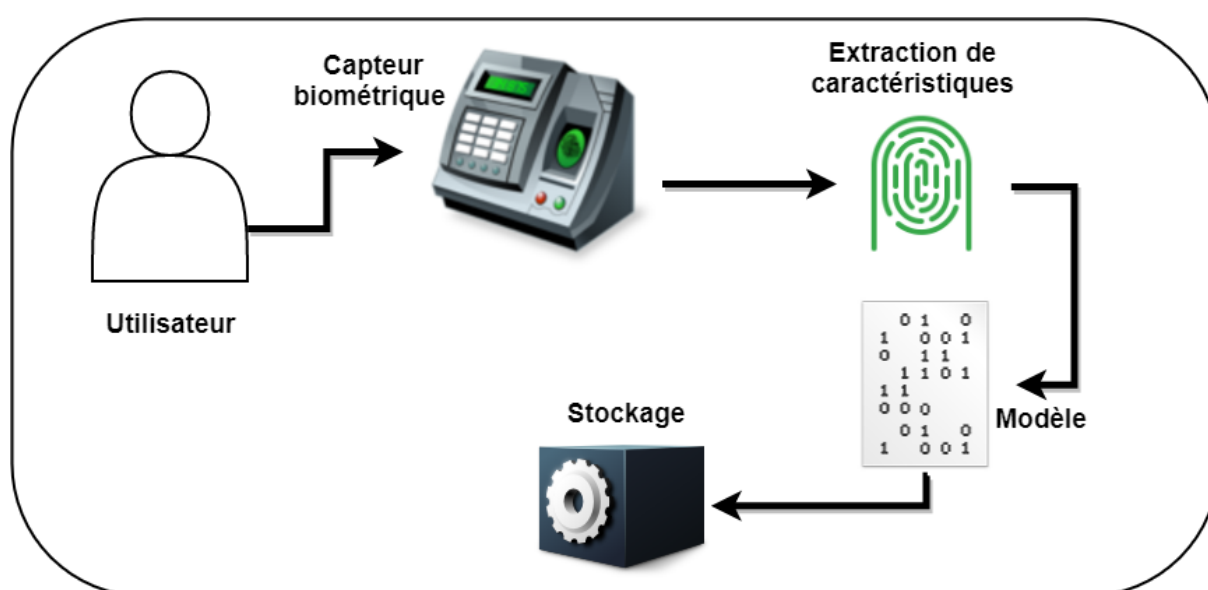 Capteur
biométrique
Extraction de
caractéristiques
Utilisateur
0 1 0
1 0 0 1
0 1 1
1 1 0 1
1 1
0 0 0
0 1 0
1 0 0 1
Modèle
Stockage